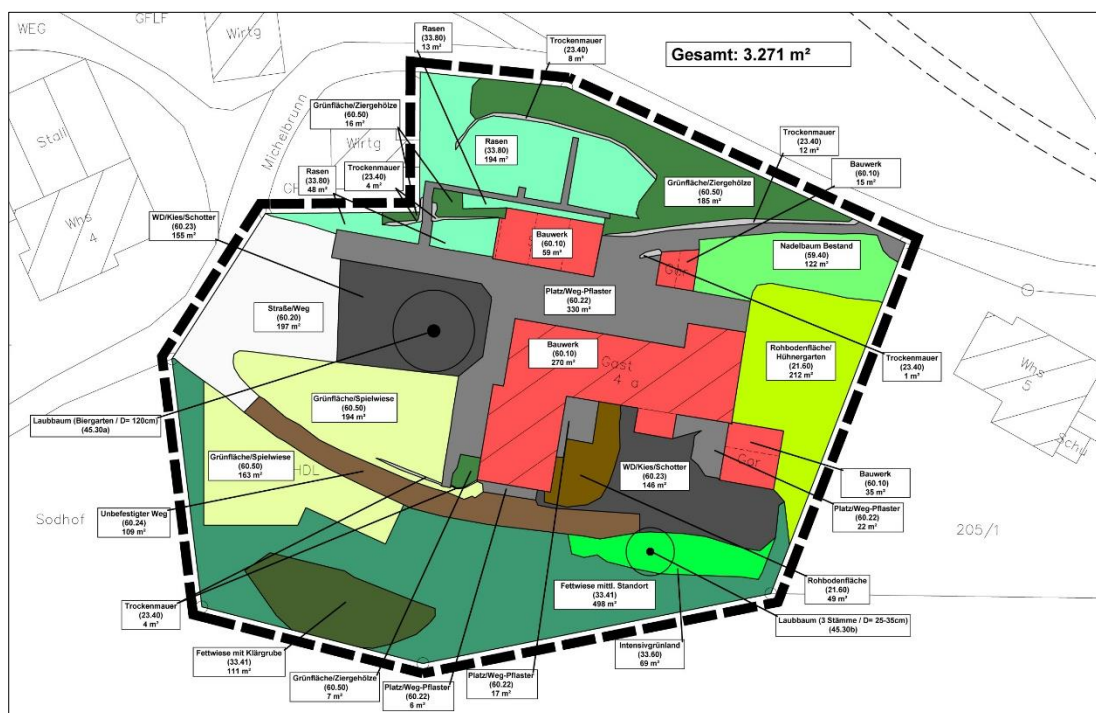 WEG
GFLF
Wirtg
Rasen
(33.80)
13 m²
Trockenmauer
(23.40)
8 m²
Gesamt: 3.271 m²
Stall
Michelbrunn
Grünfläche/Ziergehölze
(60.50)
16 m²
Wirtg
Rasen
(33.80)
194 m²
Trockenmauer
(23.40)
12 m²
Bauwerk
(60.10)
15 m²
Rasen
(33.80)
48 m²
Trockenmauer
(23.40)
4 m²
Grünfläche/Ziergehölze
(60.50)
185 m²
WD/Kies/Schotter
(60.23)
155 m²
Whs
4
Bauwerk
(60.10)
59 m²
Nadelbaum Bestand
(59.40)
122 m²
Platz/Weg-Pflaster
(60.22)
330 m²
Straße/Weg
(60.20)
197 m²
Bauwerk
(60.10)
270 m²
Gast
4 a
Rohbodenfläche/
Hühnergarten
(21.60)
212 m²
Trockenmauer
(23.40)
1 m²
Whs
5
Schu
Laubbaum (Biergarten / D= 120cm)
(45.30a)
Grünfläche/Spielwiese
(60.50)
194 m²
Grünfläche/Spielwiese
(60.50)
163 m²
HDL
WD/Kies/Schotter
(60.23)
146 m²
Gar
Bauwerk
(60.10)
35 m²
Sodhof
Unbefestigter Weg
(60.24)
109 m²
Platz/Weg-Pflaster
(60.22)
22 m²
205/1
Fettwiese mittl. Standort
(33.41)
498 m²
Rohbodenfläche
(21.60)
49 m²
Trockenmauer
(23.40)
4 m²
Laubbaum (3 Stämme / D= 25-35cm)
(45.30b)
Fettwiese mit Klärgrube
(33.41)
111 m²
Intensivgrünland
(33.60)
69 m²
Grünfläche/Ziergehölze
(60.50)
7 m²
Platz/Weg-Pflaster
(60.22)
6 m²
Platz/Weg-Pflaster
(60.22)
17 m²